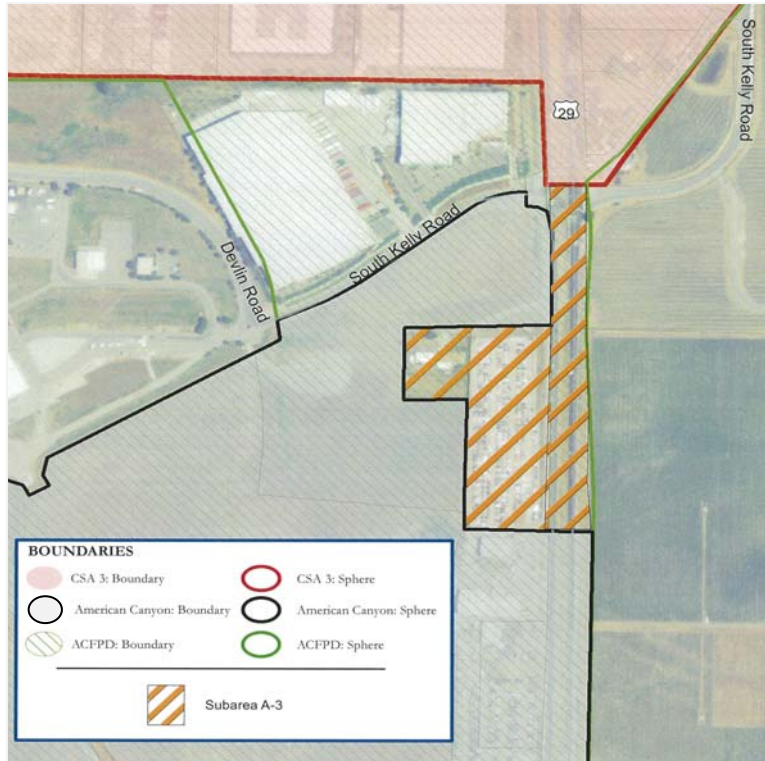 South Kelly Road
29
South Kelly Road
Devlin Road
BOUNDARIES
CSA 3: Boundary
CSA 3: Sphere
American Canyon: Boundary
American Canyon: Sphere
ACFPD: Boundary
ACFPD: Sphere
Subarea A-3